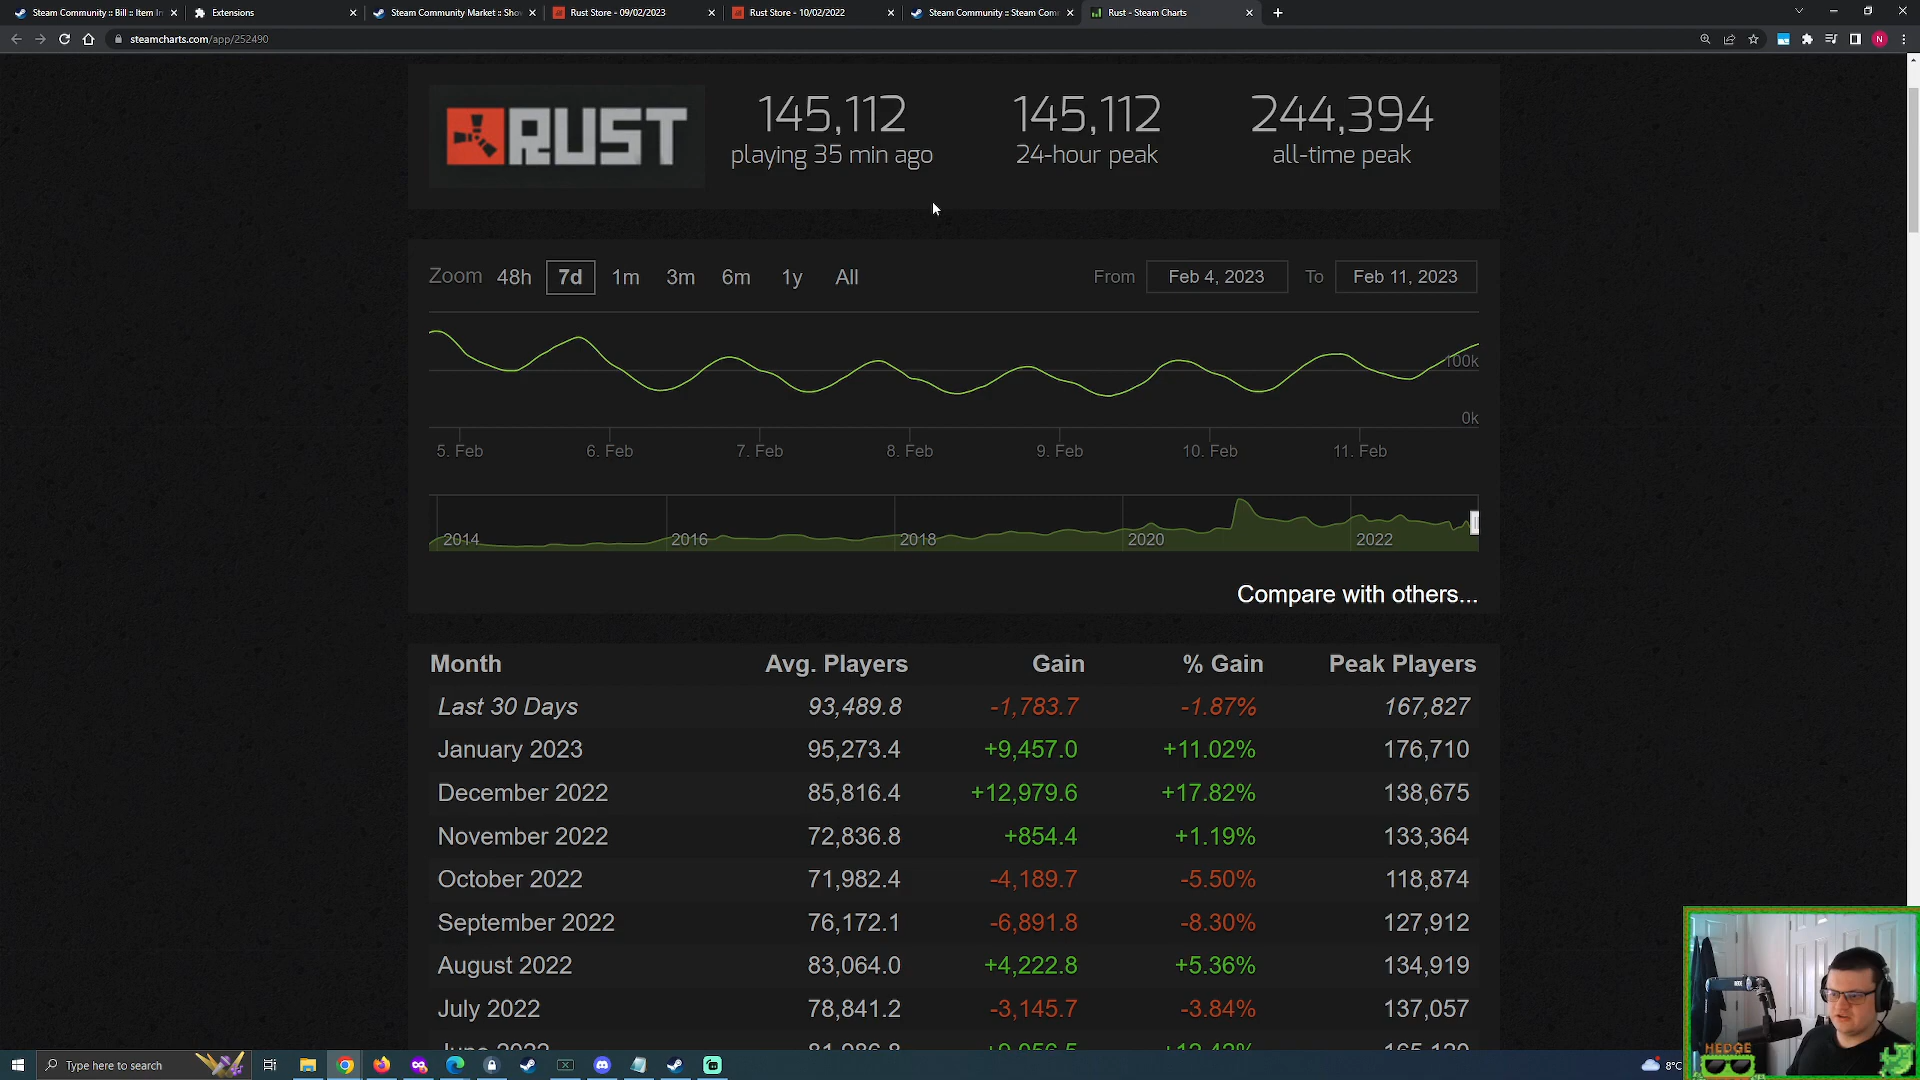 Steam Community :: Bill :: Item In
Extensions
Steam Community Market :: Show
Rust Store - 09/02/2023
Rust Store - 10/02/2022
Steam Community :: Steam Com
Rust - Steam Charts
steamcharts.com/app/252490
N
RUST
145,112 145,112 244,394
playing 35 min ago 24-hour peak all-time peak
Zoom 48h 7d 1m 3m 6m 1y All From Feb 4, 2023 To Feb 11, 2023
100k
0k
5. Feb 6. Feb 7. Feb 8. Feb 9. Feb 10. Feb 11. Feb
2014 2016 2018 2020 2022
Compare with others...
Month Avg. Players Gain % Gain Peak Players
Last 30 Days 93,489.8 -1,783.7 -1.87% 167,827
January 2023 95,273.4 +9,457.0 +11.02% 176,710
December 2022 85,816.4 +12,979.6 +17.82% 138,675
November 2022 72,836.8 +854.4 +1.19% 133,364
October 2022 71,982.4 -4,189.7 -5.50% 118,874
September 2022 76,172.1 -6,891.8 -8.30% 127,912
August 2022 83,064.0 +4,222.8 +5.36% 134,919
July 2022 78,841.2 -3,145.7 -3.84% 137,057
HEDGE
Type here to search
8°C